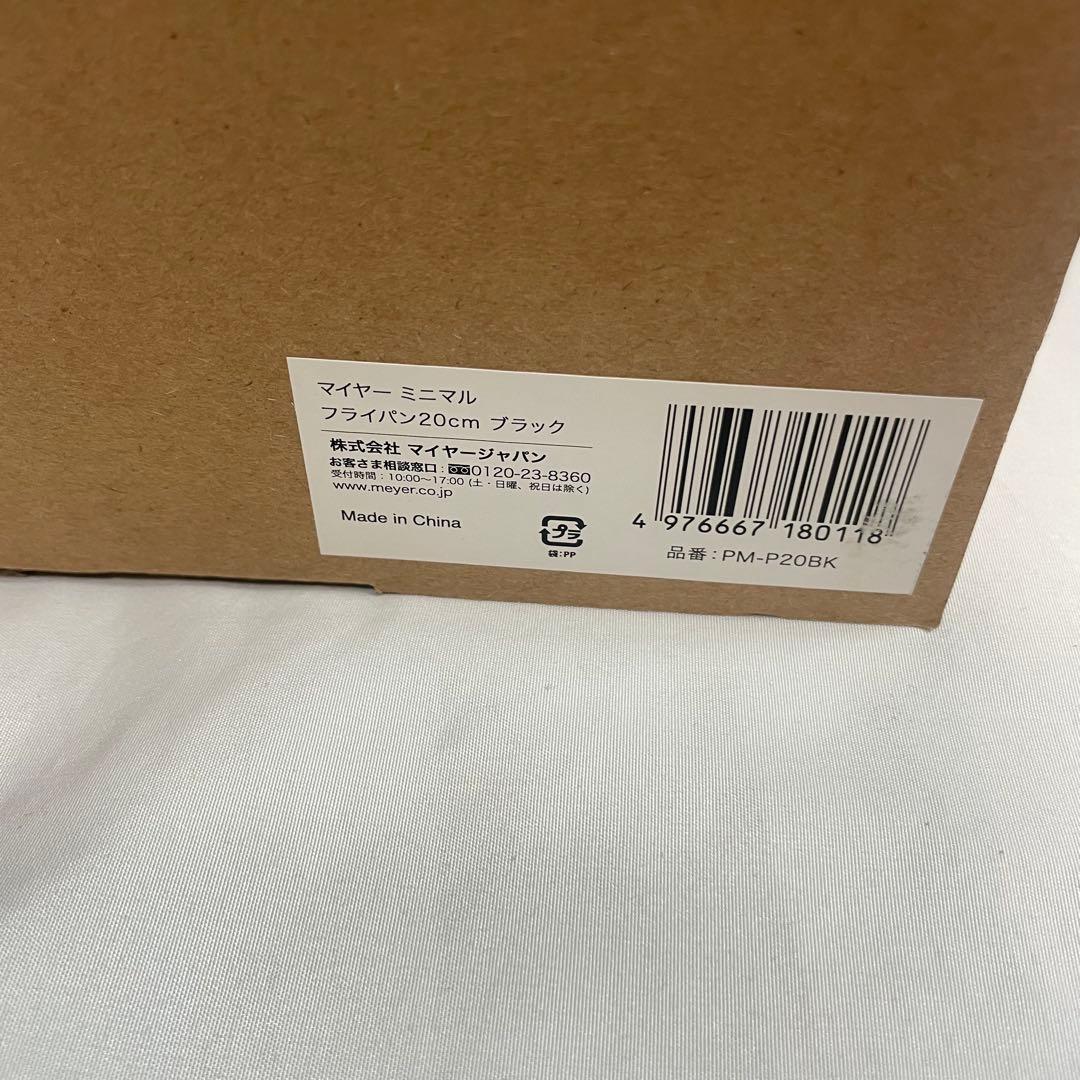 マイヤー ミニマル
フライパン20cm ブラック
株式会社 マイヤージャパン
お客さま相談窓口:0120-23-8360
受付時間:10:00〜17:00 (土・日曜、祝日は除く)
www.meyer.co.jp
Made in China
プラ
袋:PP
4 976667 180118
品番:PM-P20BK